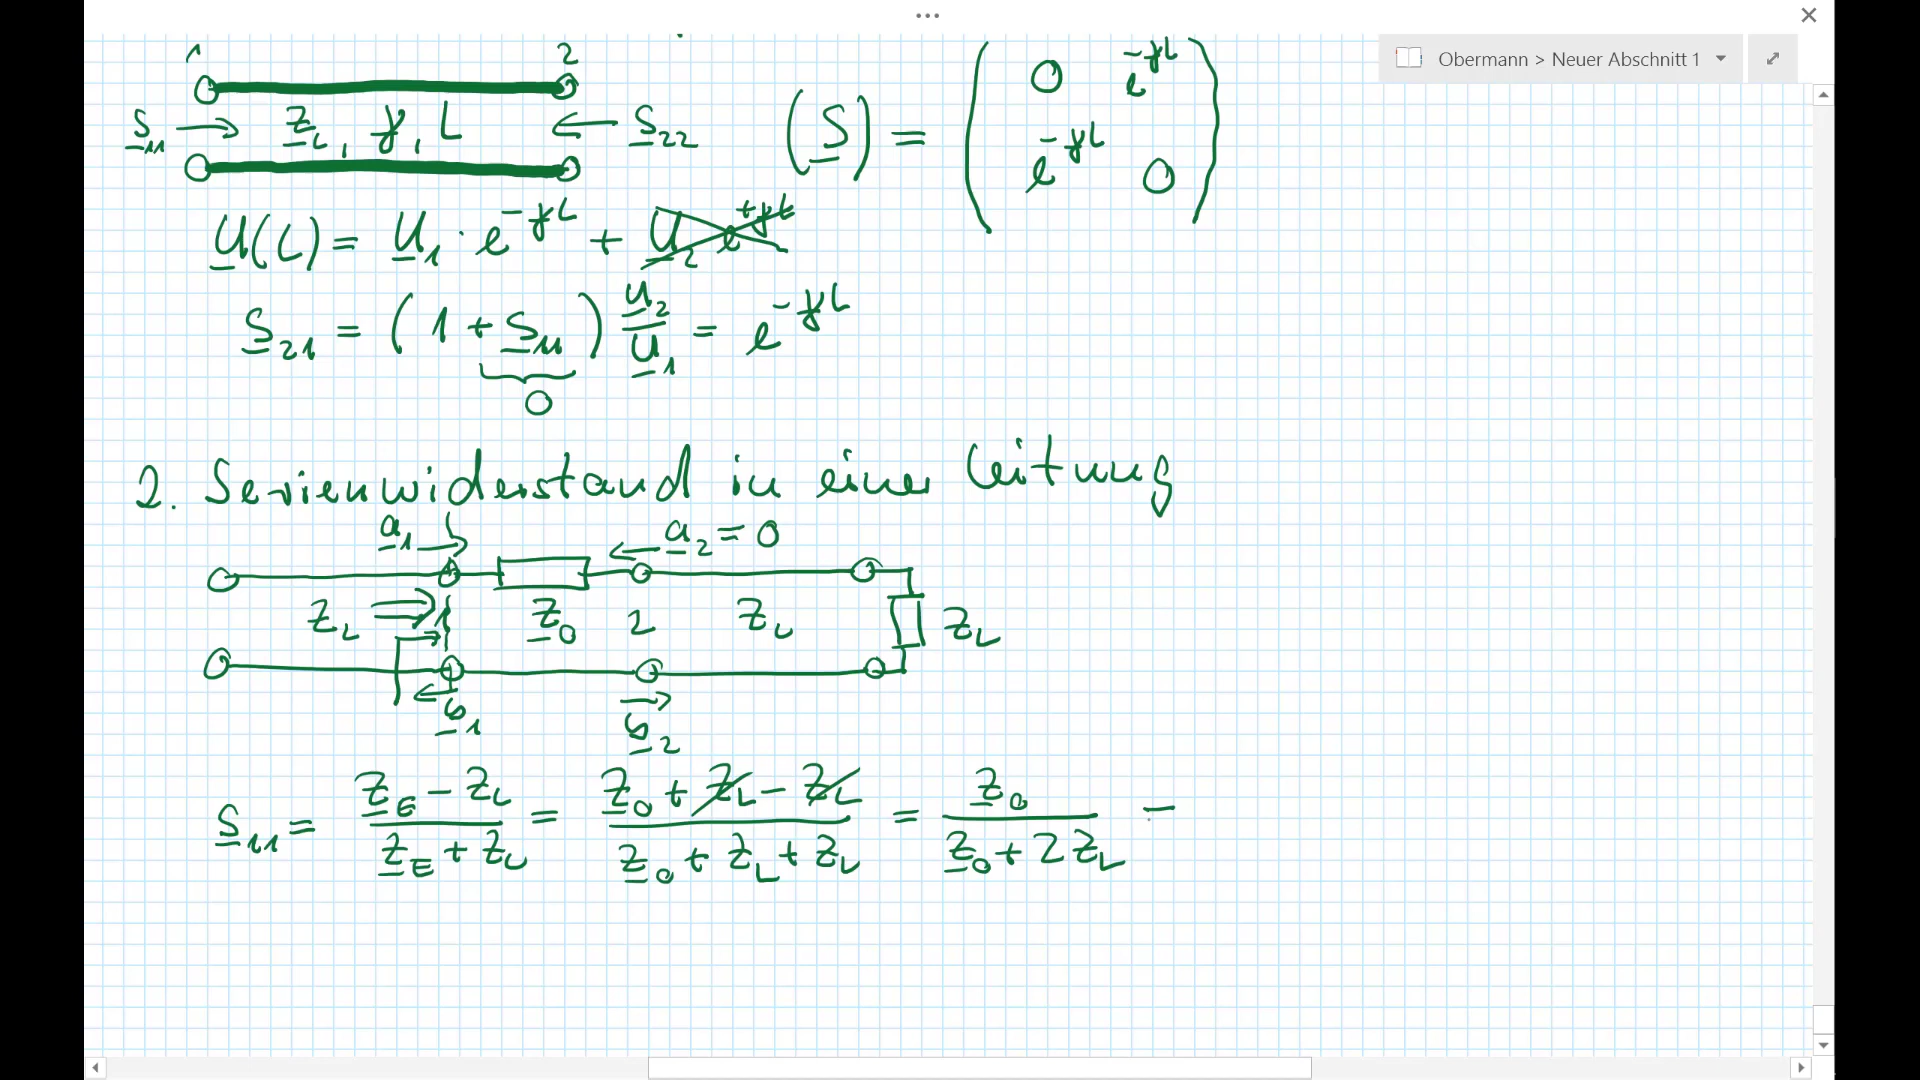 Obermann > Neuer Abschnitt 1
1 2
S₁₁ → Z_L, γ, L ← S₂₂ (S) = ( 0 e^{-γL} ; e^{-γL} 0 )
U(L) = U₁ · e^{-γL} + U₂ e^{+γL}
S₂₁ = (1 + S₁₁) U₂/U₁ = e^{-γL}
0
2. Serienwiderstand in einer Leitung
a₁ → ← a₂ = 0
Z_L ⇒ 1 Z₀ 2 Z_L Z_L
← b₁ → b₂
S₁₁ = (Z_E - Z_L)/(Z_E + Z_L) = (Z₀ + Z_L - Z_L)/(Z₀ + Z_L + Z_L) = Z₀/(Z₀ + 2Z_L) –